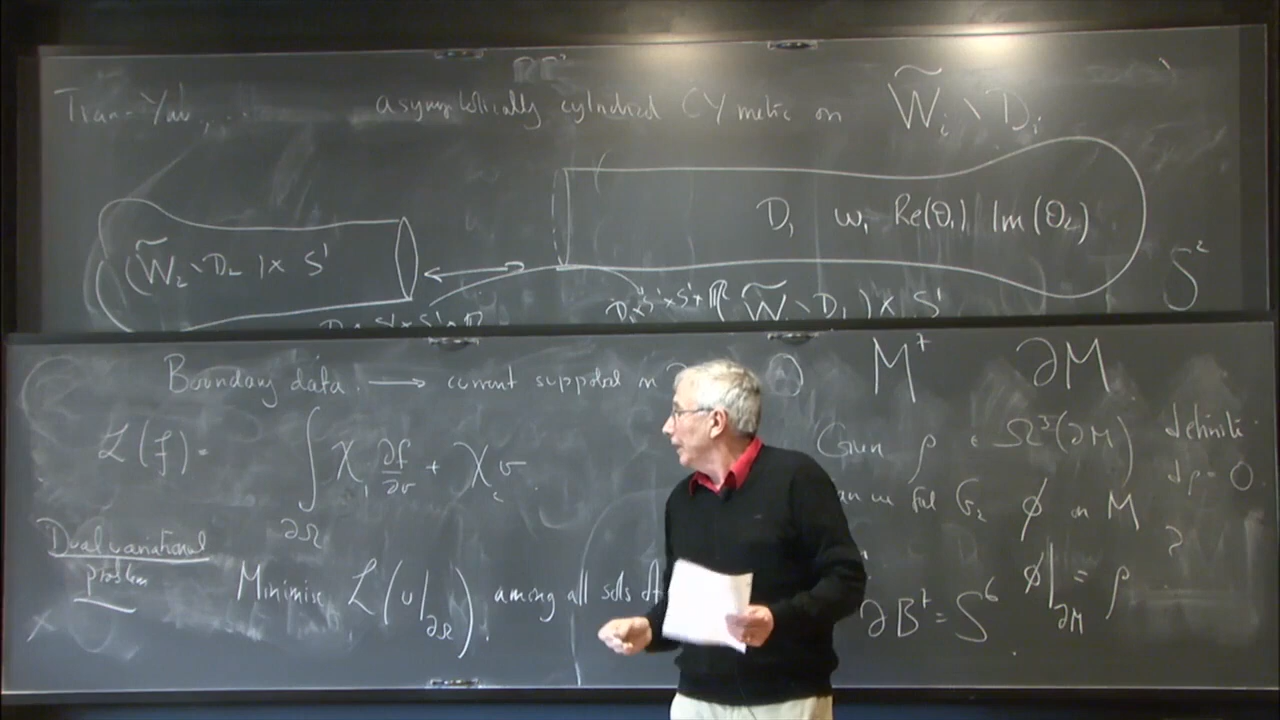 Tian-Yau, ... asymptotically cylindrical CY metric on W̃ᵢ \ Dᵢ
D₁ ω₁ Re(Θ₁) Im(Θ₂)
(W̃₂ \ D₂) × S¹
S²
(W̃₁ \ D₁) × S¹
Boundary data → current supported on
M⁷ ∂M
ℒ(f) = ∫_{∂Ω} χ₁ ∂f/∂ν + χ₂ v
Given ρ ∈ Ω³(∂M) definite
dρ = 0
can we find G₂ φ on M
?
Dual variational
problem
Minimise ℒ(u|_{∂Ω}), among all sols of
φ|_{∂M} = ρ
∂B⁷ = S⁶